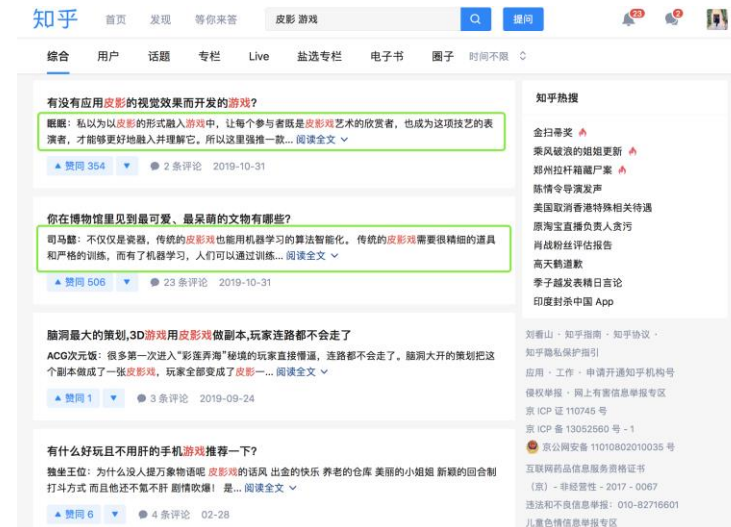 知乎
首页 发现 等你来答 皮影 游戏 提问 23 2
综合 用户 话题 专栏 Live 盐选专栏 电子书 圈子 时间不限
有没有应用皮影的视觉效果而开发的游戏?
眠眠：私以为以皮影的形式融入游戏中，让每个参与者既是皮影戏艺术的欣赏者，也成为这项技艺的表
演者，才能够更好地融入并理解它。所以这里强推一款... 阅读全文
赞同 354 2 条评论 2019-10-31
你在博物馆里见到最可爱、最呆萌的文物有哪些?
司马懿：不仅仅是瓷器，传统的皮影戏也能用机器学习的算法智能化。 传统的皮影戏需要很精细的道具
和严格的训练，而有了机器学习，人们可以通过训练... 阅读全文
赞同 506 23 条评论 2019-10-31
脑洞最大的策划,3D游戏用皮影戏做副本,玩家连路都不会走了
ACG次元饭：很多第一次进入“彩莲弄海”秘境的玩家直接懵逼，连路都不会走了。脑洞大开的策划把这
个副本做成了一张皮影戏，玩家全部变成了皮影一... 阅读全文
赞同 1 3 条评论 2019-09-24
有什么好玩且不用肝的手机游戏推荐一下?
独坐王位：为什么没人提万象物语呢 皮影戏的话风 出金的快乐 养老的仓库 美丽的小姐姐 新颖的回合制
打斗方式 而且他还不氪不肝 剧情吹爆！ 是... 阅读全文
赞同 6 4 条评论 02-28
知乎热搜
金扫帚奖
乘风破浪的姐姐更新
郑州拉杆箱藏尸案
陈情令导演发声
美国取消香港特殊相关待遇
原淘宝直播负责人贪污
肖战粉丝评估报告
高天鹤道歉
季子越发表精日言论
印度封杀中国 App
刘看山 · 知乎指南 · 知乎协议 ·
知乎隐私保护指引
应用 · 工作 · 申请开通知乎机构号
侵权举报 · 网上有害信息举报专区
京 ICP 证 110745 号
京 ICP 备 13052560 号 - 1
京公网安备 11010802010035 号
互联网药品信息服务资格证书
（京）- 非经营性 - 2017 - 0067
违法和不良信息举报：010-82716601
儿童色情信息举报专区